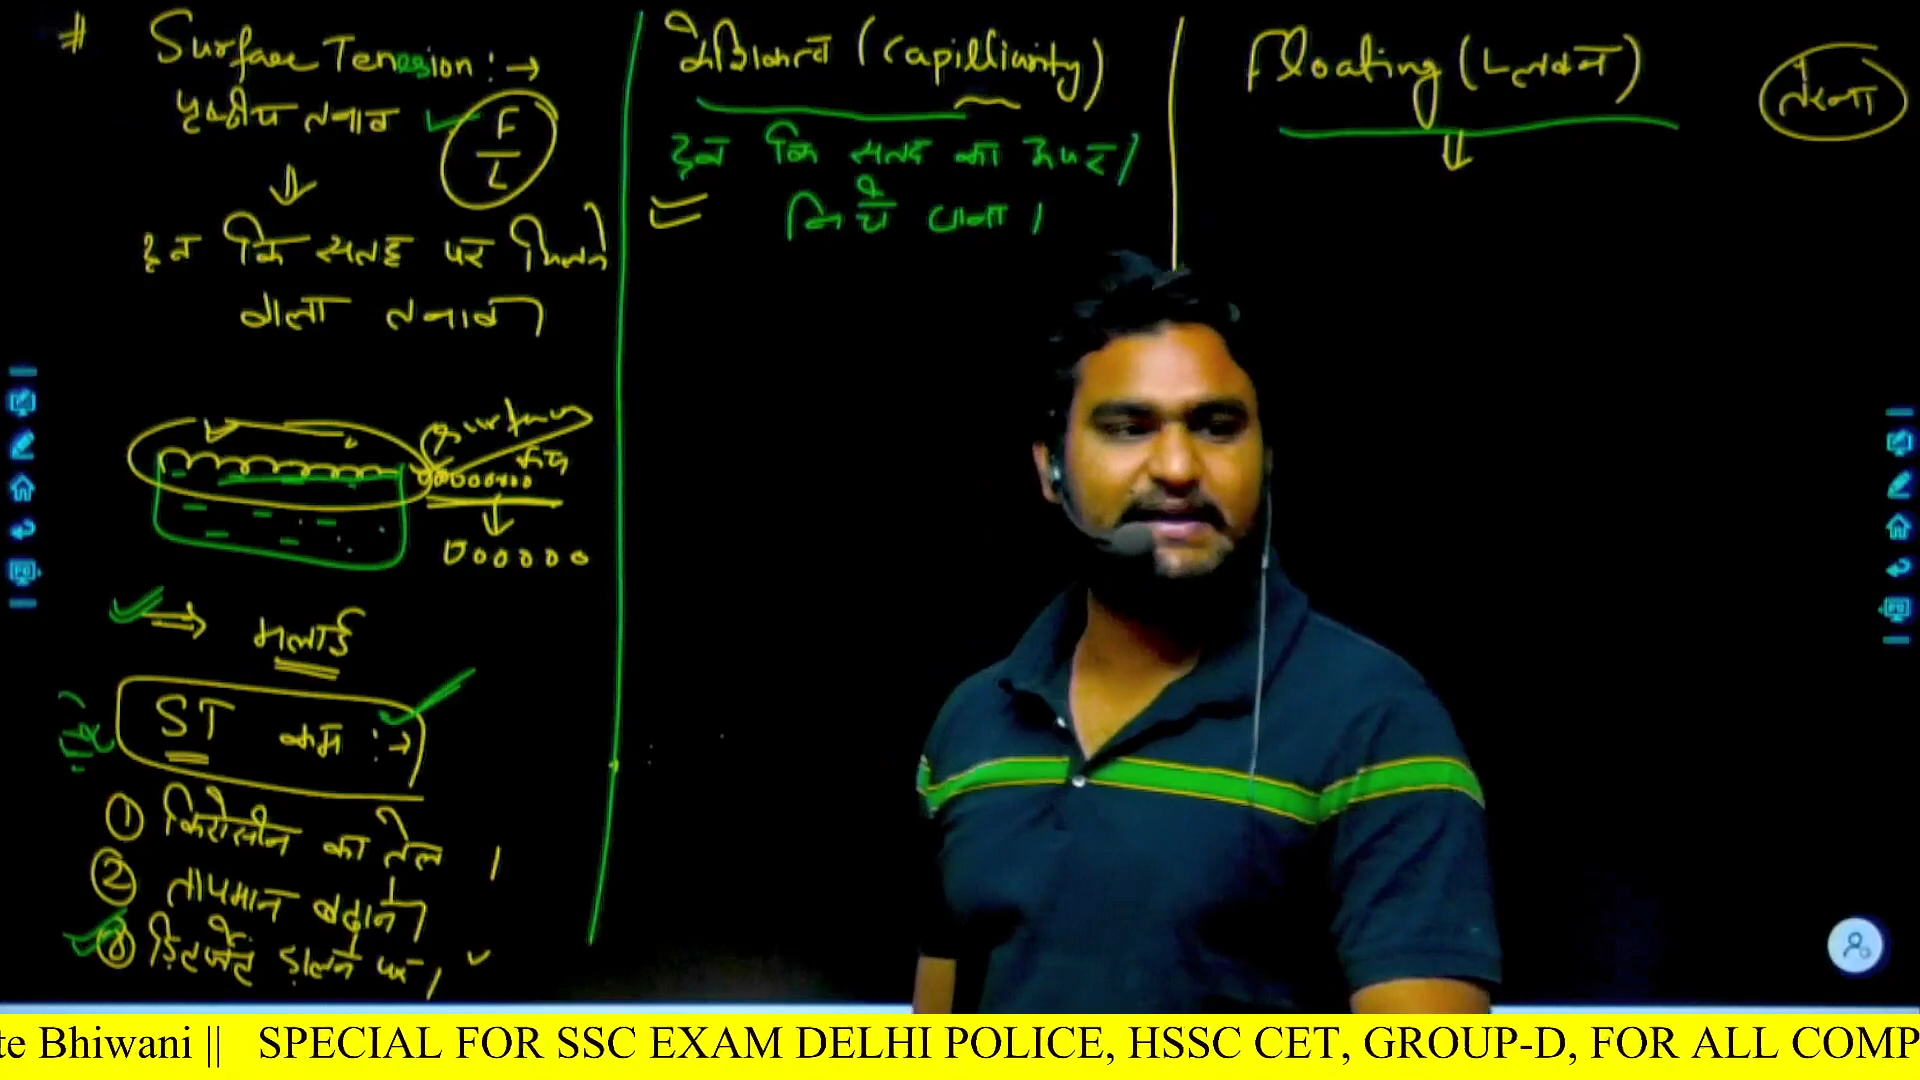 # Surface Tension :→
पृष्ठीय तनाव F/L
द्रव कि सतह पर मिलने
वाला तनाव।
Surface
000000
⇒ मलाई
ST कम :→
① किरोसीन का तेल ।
② तापमान बढ़ाने।
③ डिटर्जेंट डालने पर।
केशिकत्व (Capilliarity)
द्रव कि सतह का ऊपर/
निचे जाना।
Floating (प्लवन)
तैरना
te Bhiwani || SPECIAL FOR SSC EXAM DELHI POLICE, HSSC CET, GROUP-D, FOR ALL COMP